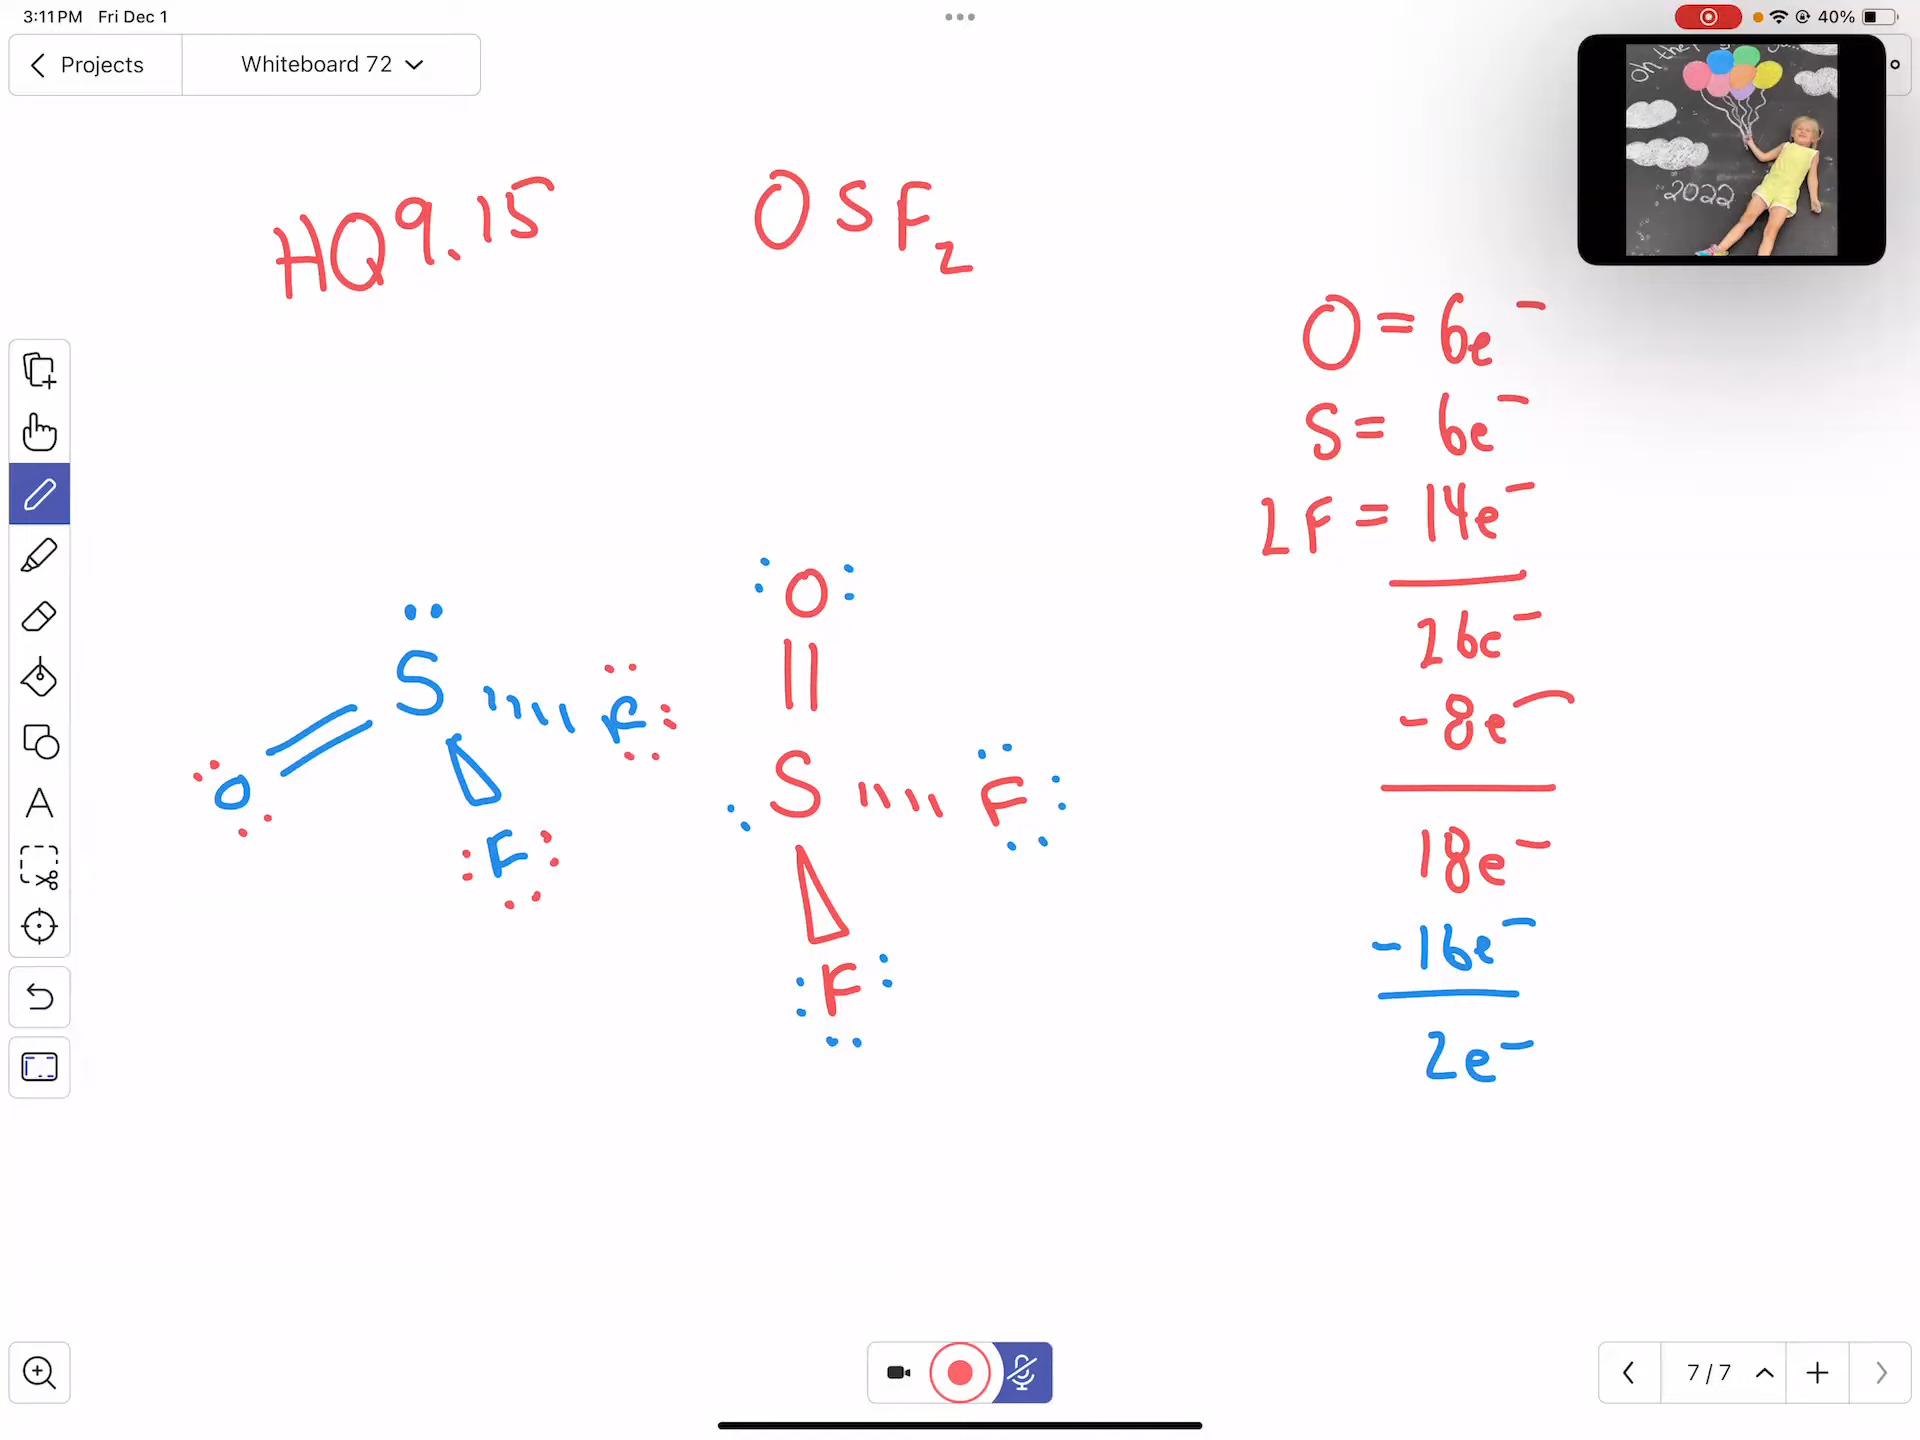 3:11 PM Fri Dec 1
40%
Projects
Whiteboard 72
2022
HQ9.15
OSF₂
O = 6e⁻
S = 6e⁻
2F = 14e⁻
26e⁻
-8e⁻
18e⁻
-16e⁻
2e⁻
S
F
O
F
O
S
F
F
A
7/7